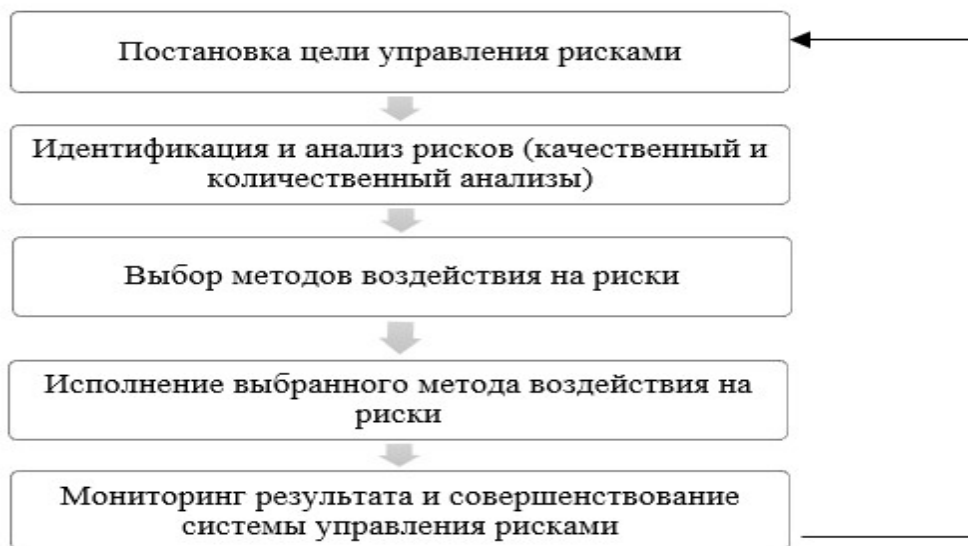 Постановка цели управления рисками
Идентификация и анализ рисков (качественный и
количественный анализы)
Выбор методов воздействия на риски
Исполнение выбранного метода воздействия на
риски
Мониторинг результата и совершенствование
системы управления рисками